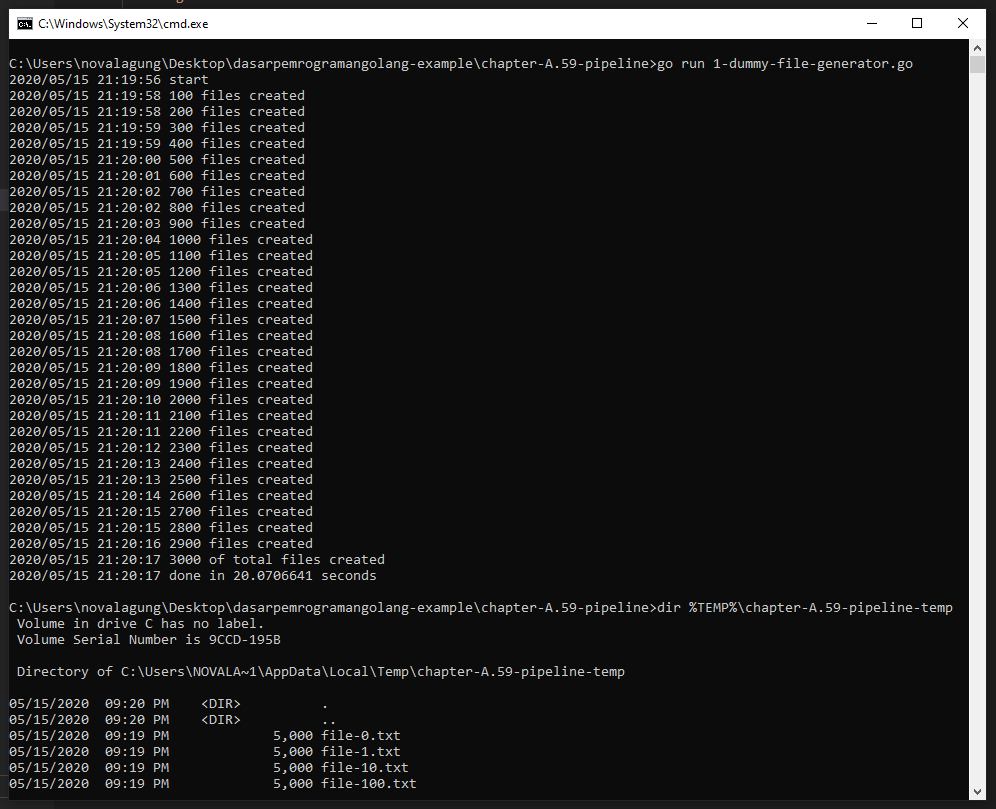 C:\Windows\System32\cmd.exe
C:\Users\novalagung\Desktop\dasarpemrogramangolang-example\chapter-A.59-pipeline>go run 1-dummy-file-generator.go
2020/05/15 21:19:56 start
2020/05/15 21:19:58 100 files created
2020/05/15 21:19:58 200 files created
2020/05/15 21:19:59 300 files created
2020/05/15 21:19:59 400 files created
2020/05/15 21:20:00 500 files created
2020/05/15 21:20:01 600 files created
2020/05/15 21:20:02 700 files created
2020/05/15 21:20:02 800 files created
2020/05/15 21:20:03 900 files created
2020/05/15 21:20:04 1000 files created
2020/05/15 21:20:05 1100 files created
2020/05/15 21:20:05 1200 files created
2020/05/15 21:20:06 1300 files created
2020/05/15 21:20:06 1400 files created
2020/05/15 21:20:07 1500 files created
2020/05/15 21:20:08 1600 files created
2020/05/15 21:20:08 1700 files created
2020/05/15 21:20:09 1800 files created
2020/05/15 21:20:09 1900 files created
2020/05/15 21:20:10 2000 files created
2020/05/15 21:20:11 2100 files created
2020/05/15 21:20:11 2200 files created
2020/05/15 21:20:12 2300 files created
2020/05/15 21:20:13 2400 files created
2020/05/15 21:20:13 2500 files created
2020/05/15 21:20:14 2600 files created
2020/05/15 21:20:15 2700 files created
2020/05/15 21:20:15 2800 files created
2020/05/15 21:20:16 2900 files created
2020/05/15 21:20:17 3000 of total files created
2020/05/15 21:20:17 done in 20.0706641 seconds
C:\Users\novalagung\Desktop\dasarpemrogramangolang-example\chapter-A.59-pipeline>dir %TEMP%\chapter-A.59-pipeline-temp
Volume in drive C has no label.
Volume Serial Number is 9CCD-195B
Directory of C:\Users\NOVALA~1\AppData\Local\Temp\chapter-A.59-pipeline-temp
05/15/2020  09:20 PM    <DIR>          .
05/15/2020  09:20 PM    <DIR>          ..
05/15/2020  09:19 PM             5,000 file-0.txt
05/15/2020  09:19 PM             5,000 file-1.txt
05/15/2020  09:19 PM             5,000 file-10.txt
05/15/2020  09:19 PM             5,000 file-100.txt